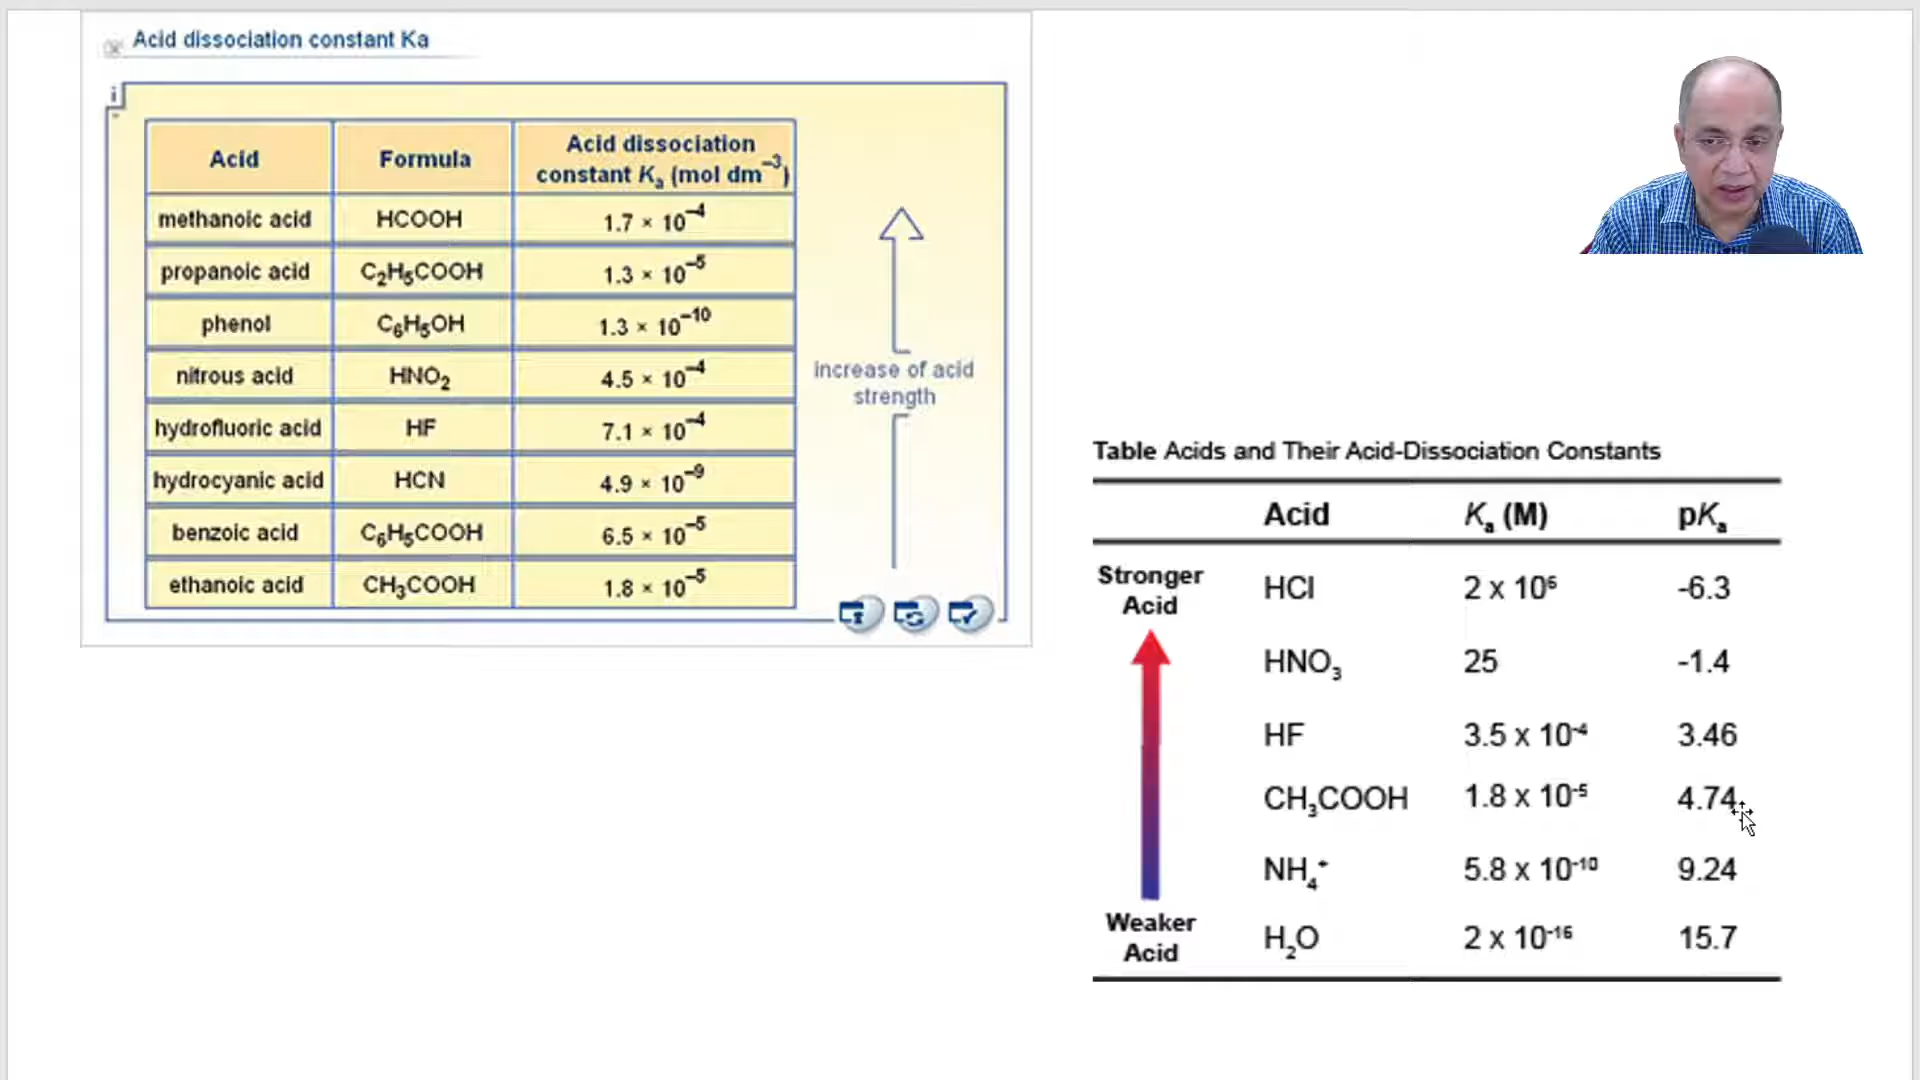 Acid dissociation constant Ka
i
Acid Formula Acid dissociation constant Kₐ (mol dm⁻³)
methanoic acid HCOOH 1.7 × 10⁻⁴
propanoic acid C₂H₅COOH 1.3 × 10⁻⁵
phenol C₆H₅OH 1.3 × 10⁻¹⁰
nitrous acid HNO₂ 4.5 × 10⁻⁴
hydrofluoric acid HF 7.1 × 10⁻⁴
hydrocyanic acid HCN 4.9 × 10⁻⁹
benzoic acid C₆H₅COOH 6.5 × 10⁻⁵
ethanoic acid CH₃COOH 1.8 × 10⁻⁵
increase of acid
strength
Table Acids and Their Acid-Dissociation Constants
Acid Kₐ (M) pKₐ
Stronger
Acid
HCl 2 x 10⁶ -6.3
HNO₃ 25 -1.4
HF 3.5 x 10⁻⁴ 3.46
CH₃COOH 1.8 x 10⁻⁵ 4.74
NH₄⁺ 5.8 x 10⁻¹⁰ 9.24
Weaker
Acid
H₂O 2 x 10⁻¹⁶ 15.7